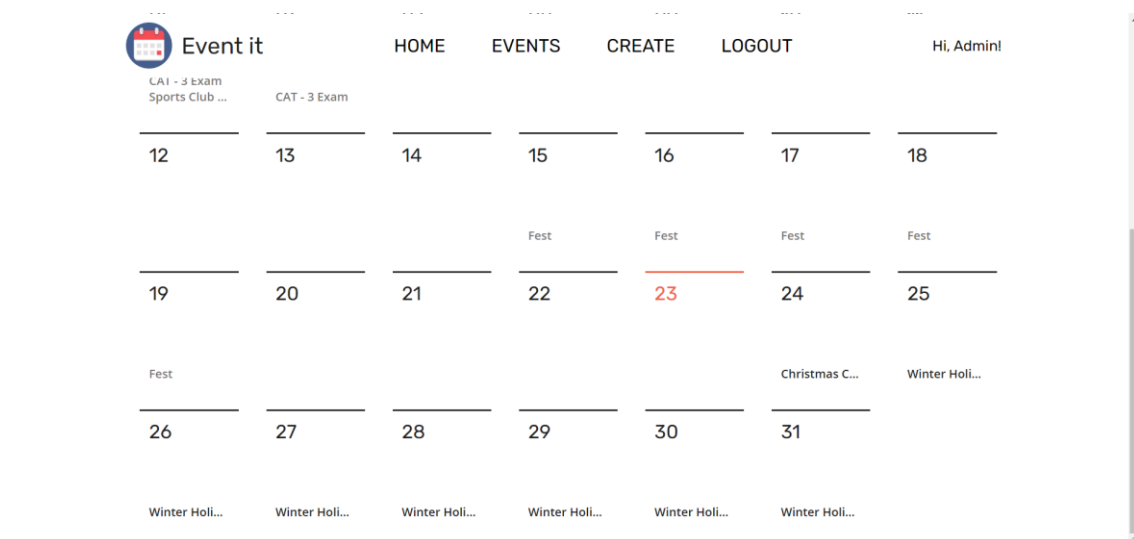 Event it HOME EVENTS CREATE LOGOUT Hi, Admin!
CAT - 3 Exam
Sports Club ... CAT - 3 Exam
12 13 14 15 16 17 18
Fest Fest Fest Fest
19 20 21 22 23 24 25
Fest Christmas C... Winter Holi...
26 27 28 29 30 31
Winter Holi... Winter Holi... Winter Holi... Winter Holi... Winter Holi... Winter Holi...